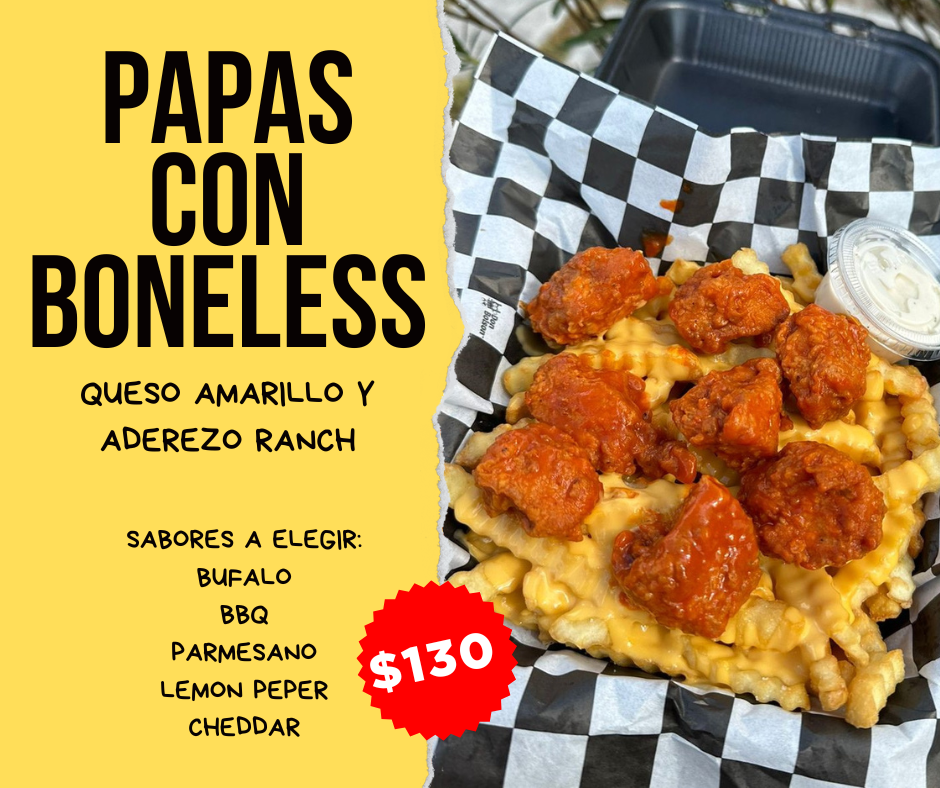 PAPAS
CON
BONELESS
QUESO AMARILLO Y
ADEREZO RANCH
SABORES A ELEGIR:
BUFALO
BBQ
PARMESANO
LEMON PEPER
CHEDDAR
$130